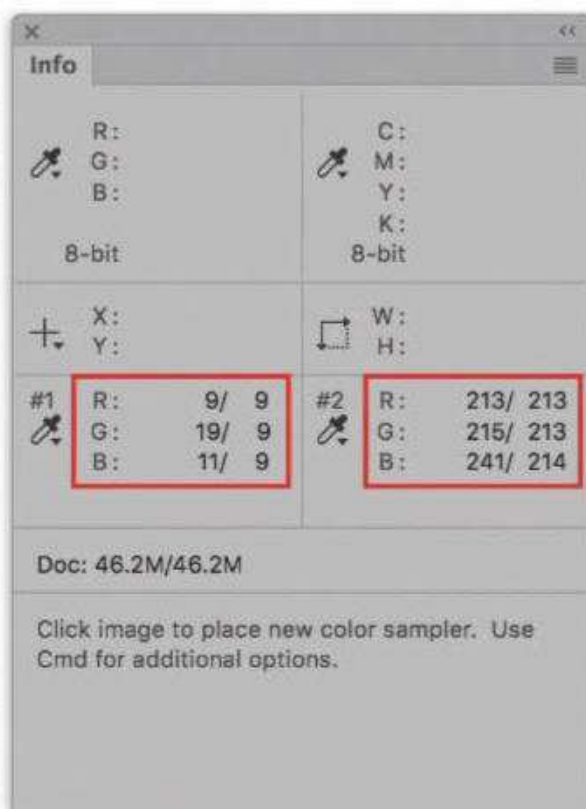 Info
R:
G:
B:
8-bit
C:
M:
Y:
K:
8-bit
X:
Y:
W:
H:
#1
R: 9/ 9
G: 19/ 9
B: 11/ 9
#2
R: 213/ 213
G: 215/ 213
B: 241/ 214
Doc: 46.2M/46.2M
Click image to place new color sampler. Use
Cmd for additional options.